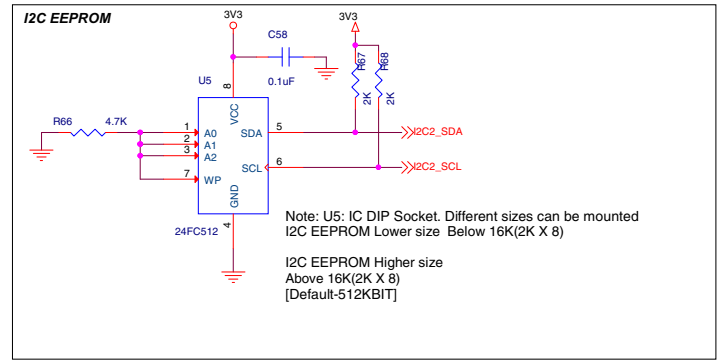 I2C EEPROM
3V3
3V3
C58
0.1uF
R67
2K
R68
2K
U5
R66
4.7K
8
VCC
1
A0
2
A1
3
A2
7
WP
SDA
5
I2C2_SDA
SCL
6
I2C2_SCL
GND
4
24FC512
Note: U5: IC DIP Socket. Different sizes can be mounted
I2C EEPROM Lower size Below 16K(2K X 8)
I2C EEPROM Higher size
Above 16K(2K X 8)
[Default-512KBIT]